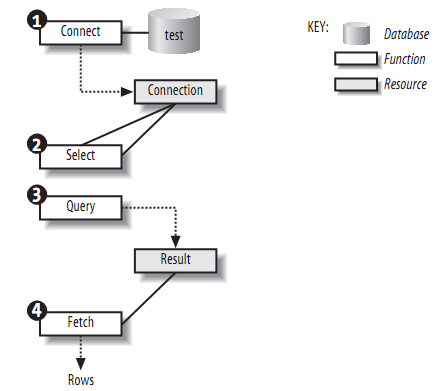 1
Connect
test
Connection
2
Select
3
Query
Result
4
Fetch
Rows
KEY:
Database
Function
Resource